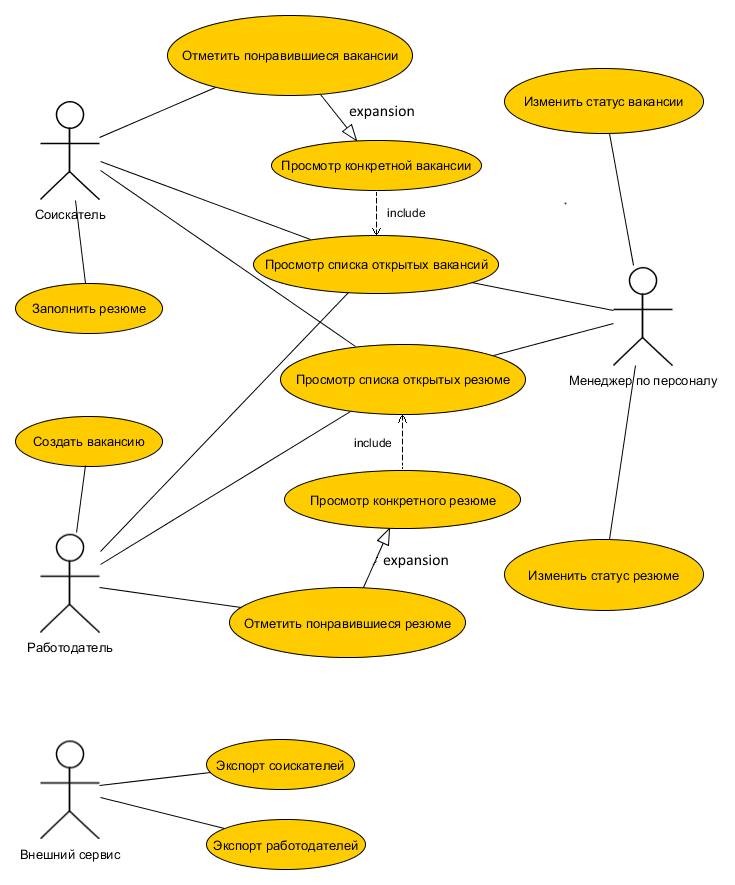 Отметить понравившиеся вакансии
Изменить статус вакансии
expansion
Просмотр конкретной вакансии
Соискатель
include
Просмотр списка открытых вакансий
Заполнить резюме
Менеджер по персоналу
Просмотр списка открытых резюме
Создать вакансию
include
Просмотр конкретного резюме
expansion
Изменить статус резюме
Отметить понравившиеся резюме
Работодатель
Экспорт соискателей
Экспорт работодателей
Внешний сервис